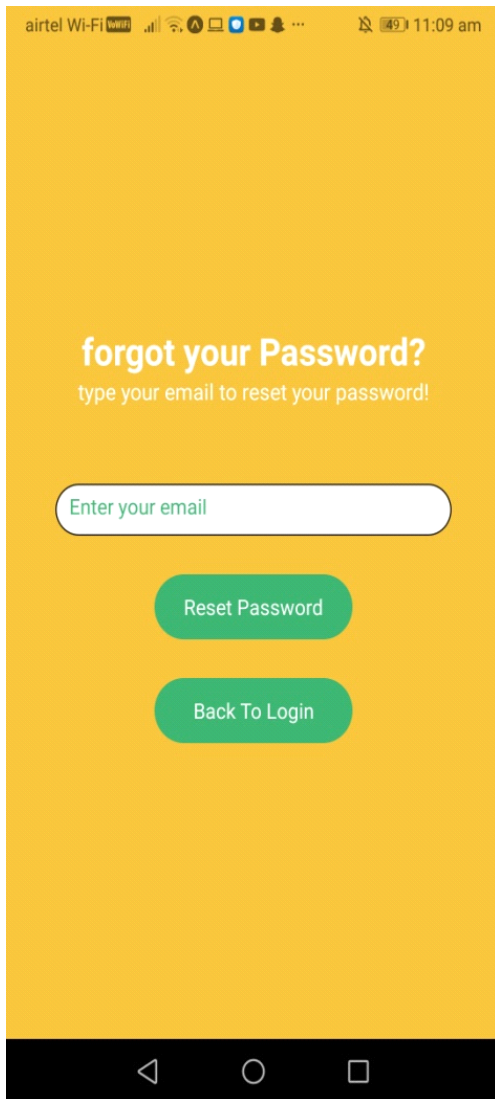 airtel Wi-Fi VoWiFi 49 11:09 am
forgot your Password?
type your email to reset your password!
Enter your email
Reset Password
Back To Login